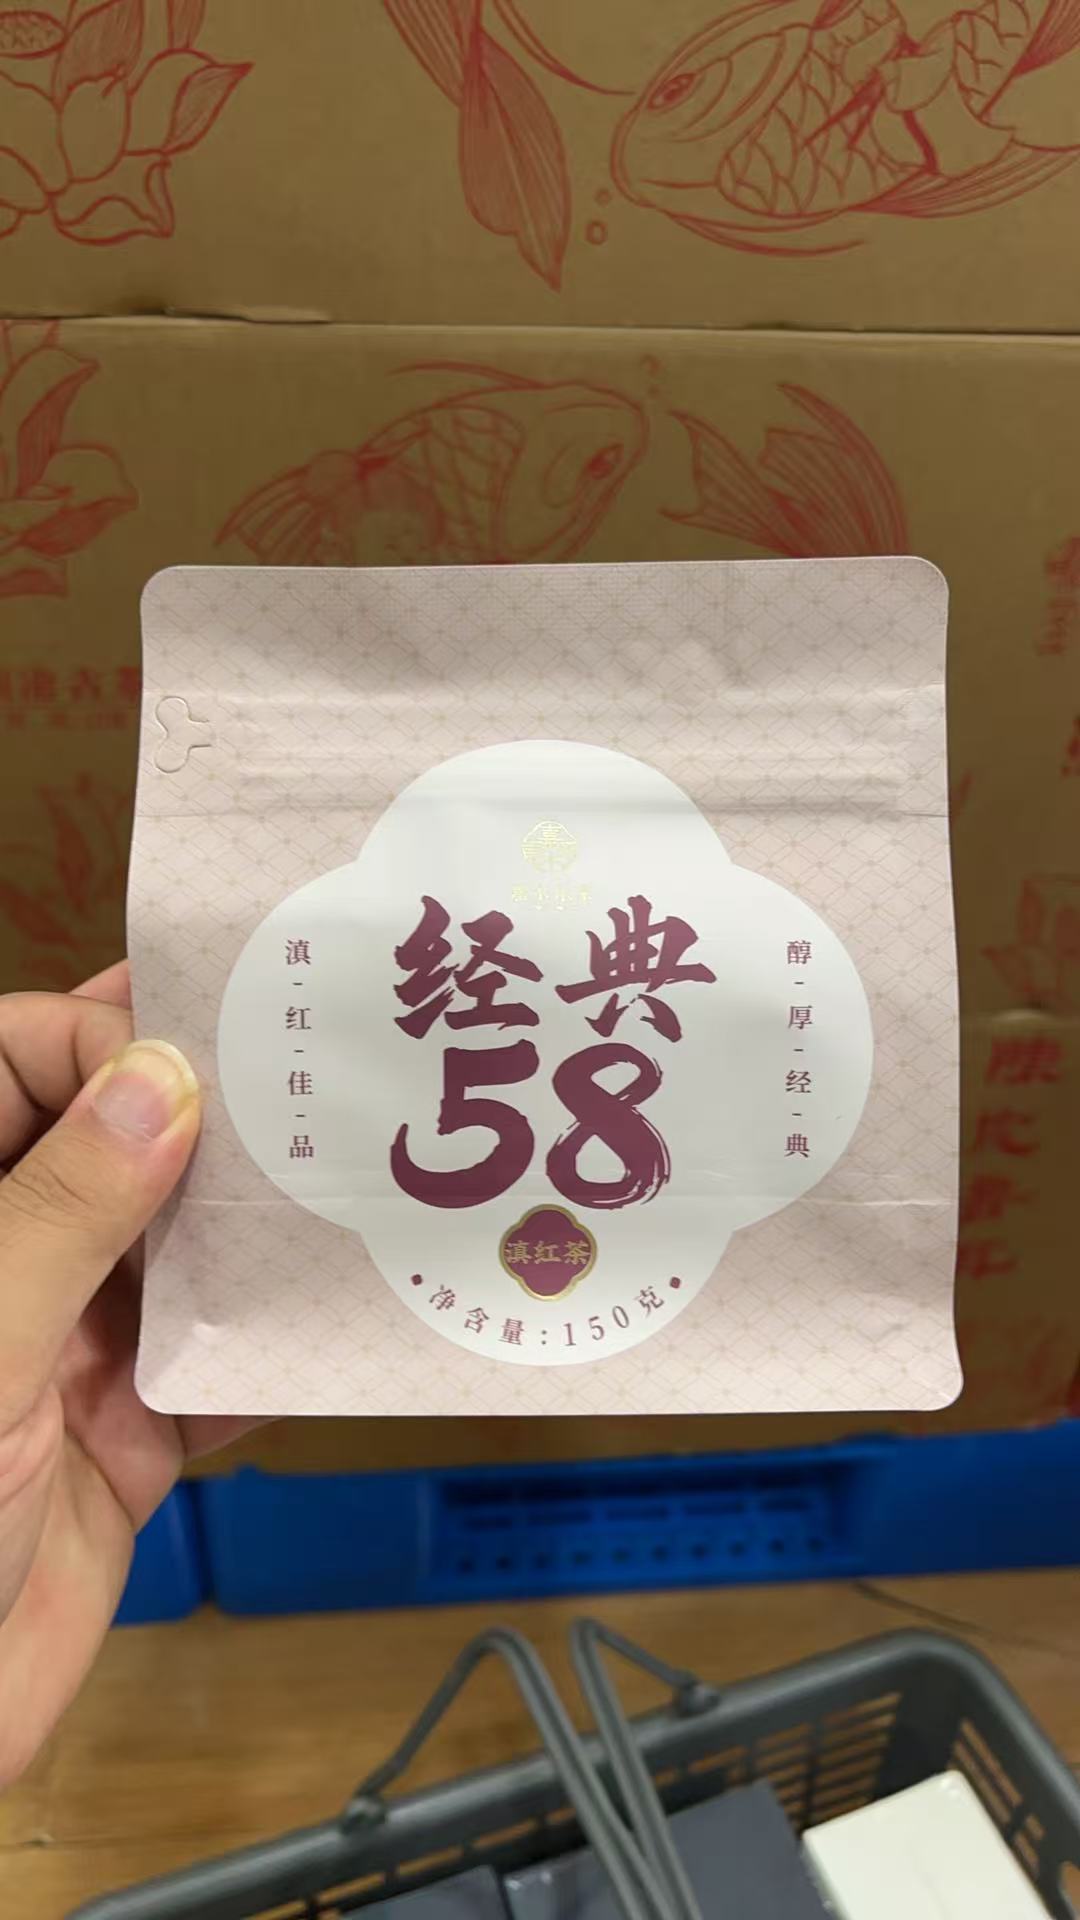 经典
58
滇-红-佳-品
醇-厚-经-典
滇红茶
净含量:150克